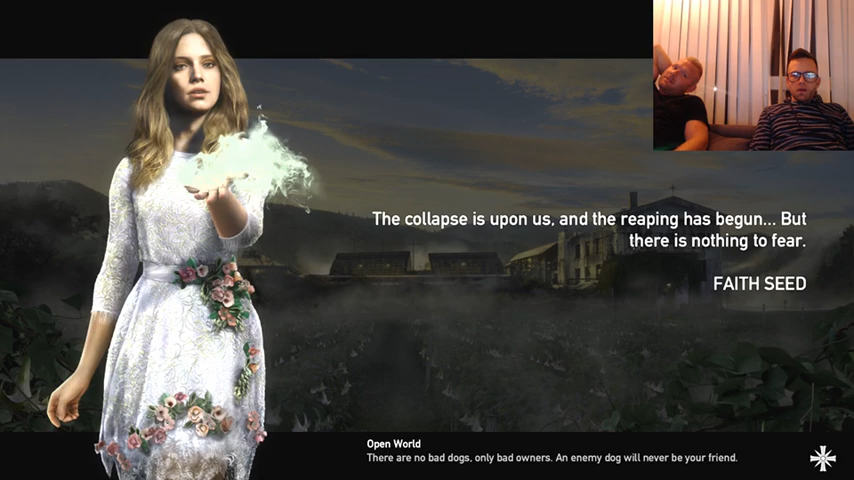 The collapse is upon us, and the reaping has begun... But
there is nothing to fear.
FAITH SEED
Open World
There are no bad dogs, only bad owners. An enemy dog will never be your friend.